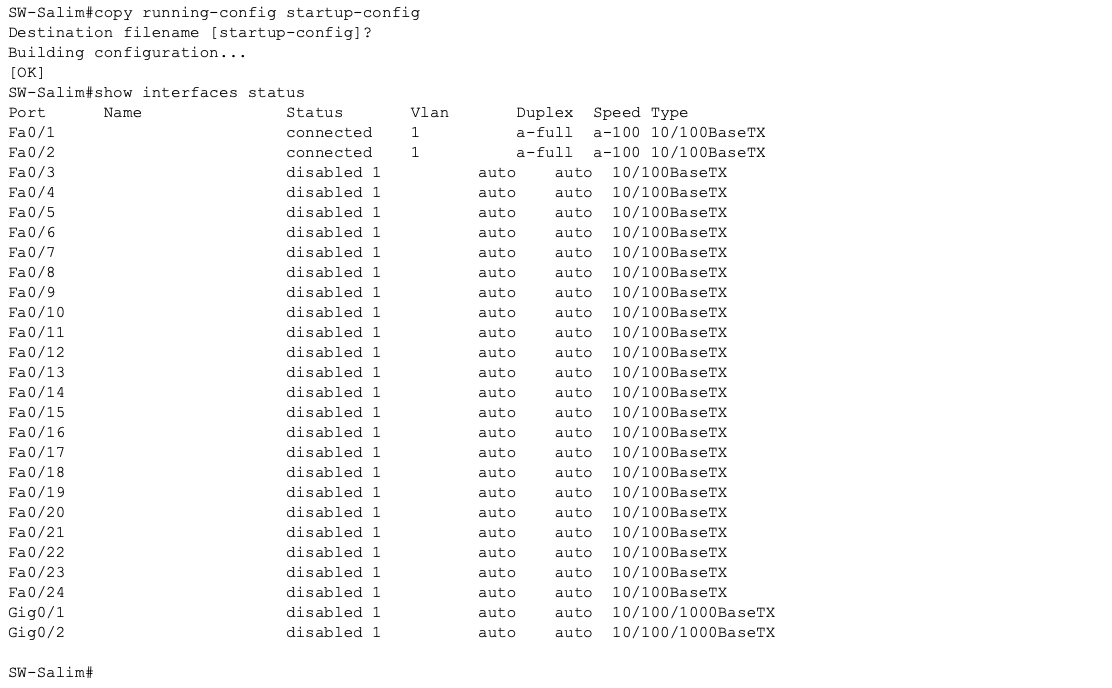 SW-Salim#copy running-config startup-config
Destination filename [startup-config]?
Building configuration...
[OK]
SW-Salim#show interfaces status
Port      Name               Status       Vlan       Duplex  Speed Type
Fa0/1                        connected    1          a-full  a-100 10/100BaseTX
Fa0/2                        connected    1          a-full  a-100 10/100BaseTX
Fa0/3                        disabled 1          auto    auto  10/100BaseTX
Fa0/4                        disabled 1          auto    auto  10/100BaseTX
Fa0/5                        disabled 1          auto    auto  10/100BaseTX
Fa0/6                        disabled 1          auto    auto  10/100BaseTX
Fa0/7                        disabled 1          auto    auto  10/100BaseTX
Fa0/8                        disabled 1          auto    auto  10/100BaseTX
Fa0/9                        disabled 1          auto    auto  10/100BaseTX
Fa0/10                       disabled 1          auto    auto  10/100BaseTX
Fa0/11                       disabled 1          auto    auto  10/100BaseTX
Fa0/12                       disabled 1          auto    auto  10/100BaseTX
Fa0/13                       disabled 1          auto    auto  10/100BaseTX
Fa0/14                       disabled 1          auto    auto  10/100BaseTX
Fa0/15                       disabled 1          auto    auto  10/100BaseTX
Fa0/16                       disabled 1          auto    auto  10/100BaseTX
Fa0/17                       disabled 1          auto    auto  10/100BaseTX
Fa0/18                       disabled 1          auto    auto  10/100BaseTX
Fa0/19                       disabled 1          auto    auto  10/100BaseTX
Fa0/20                       disabled 1          auto    auto  10/100BaseTX
Fa0/21                       disabled 1          auto    auto  10/100BaseTX
Fa0/22                       disabled 1          auto    auto  10/100BaseTX
Fa0/23                       disabled 1          auto    auto  10/100BaseTX
Fa0/24                       disabled 1          auto    auto  10/100BaseTX
Gig0/1                       disabled 1          auto    auto  10/100/1000BaseTX
Gig0/2                       disabled 1          auto    auto  10/100/1000BaseTX
SW-Salim#